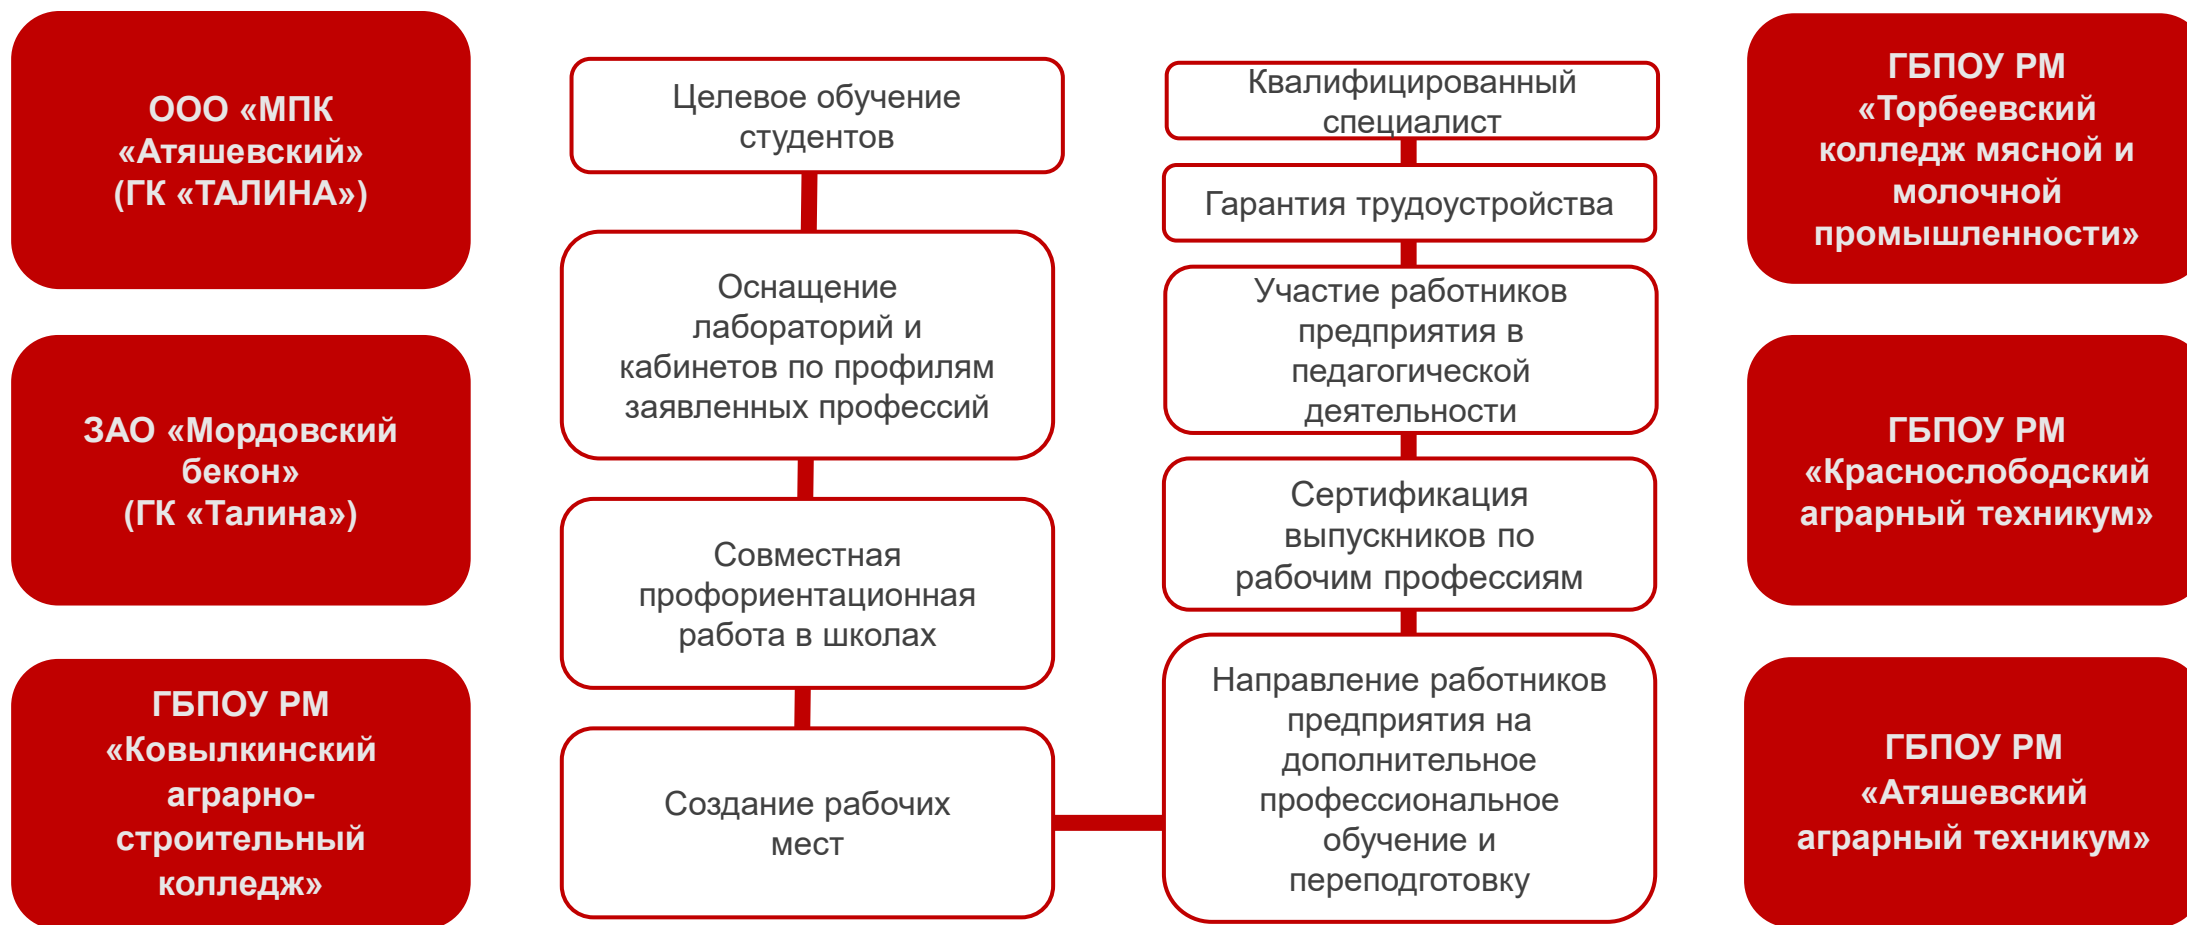 ООО «МПК
«Атяшевский»
(ГК «ТАЛИНА»)
ЗАО «Мордовский
бекон»
(ГК «Талина»)
ГБПОУ РМ
«Ковылкинский
аграрно-
строительный
колледж»
Целевое обучение
студентов
Оснащение
лабораторий и
кабинетов по профилям
заявленных профессий
Совместная
профориентационная
работа в школах
Создание рабочих
мест
Квалифицированный
специалист
Гарантия трудоустройства
Участие работников
предприятия в
педагогической
деятельности
Сертификация
выпускников по
рабочим профессиям
Направление работников
предприятия на
дополнительное
профессиональное
обучение и
переподготовку
ГБПОУ РМ
«Торбеевский
колледж мясной и
молочной
промышленности»
ГБПОУ РМ
«Краснослободский
аграрный техникум»
ГБПОУ РМ
«Атяшевский
аграрный техникум»